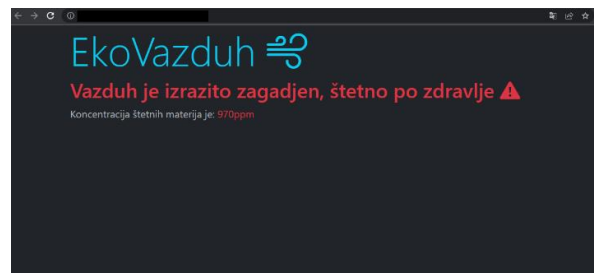 EkoVazduh
Vazduh je izrazito zagadjen, štetno po zdravlje
Koncentracija štetnih materija je: 970ppm